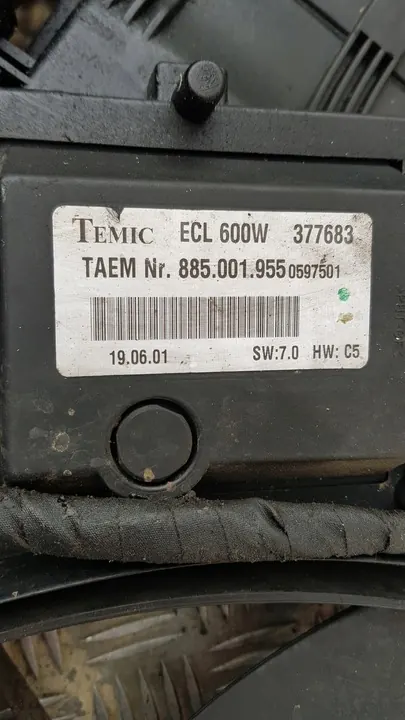 TEMIC ECL 600W 377683
TAEM Nr. 885.001.955 0597501
19.06.01 SW:7.0 HW: C5